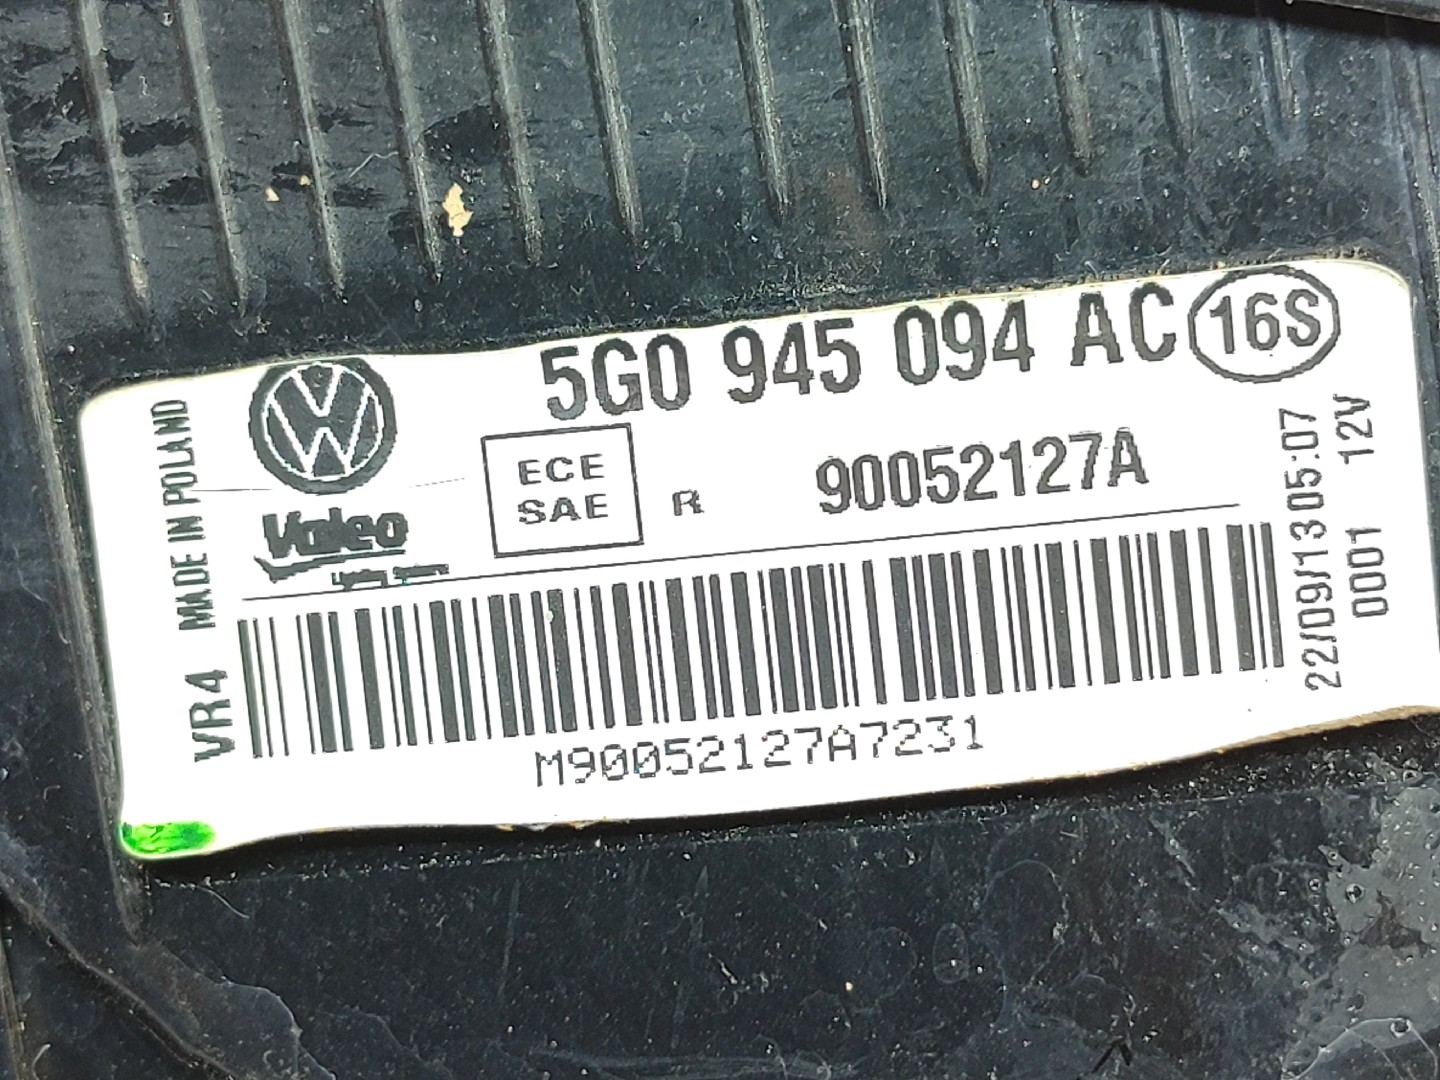 5G0 945 094 AC 16S
MADE IN POLAND
VR4
Valeo
ECE
SAE
R
90052127A
M90052127A7231
22/09/13 05:07
0001 12V